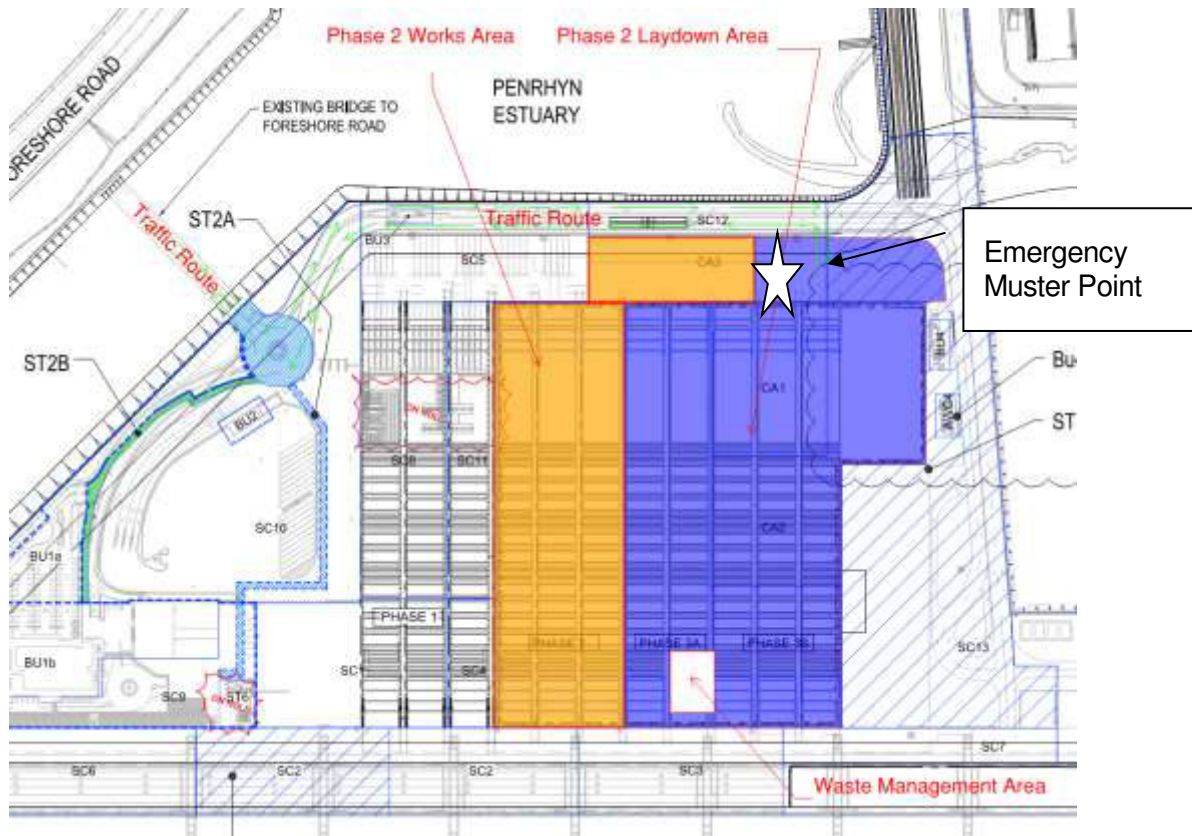 Phase 2 Works Area
Phase 2 Laydown Area
PENRHYN
ESTUARY
ORESHORE ROAD
EXISTING BRIDGE TO
FORESHORE ROAD
Traffic Route
ST2A
Traffic Route
SC12
BU3
SC5
CA3
Emergency
Muster Point
ST2B
BU2
Bu
ST
CA1
SC8
SC11
SC10
CA2
BU1a
PHASE 1
PHASE 2
PHASE 3A
PHASE 3B
BU1b
SC1
SC4
SC13
SC9
ST6
SC7
SC6
SC2
SC2
SC3
Waste Management Area